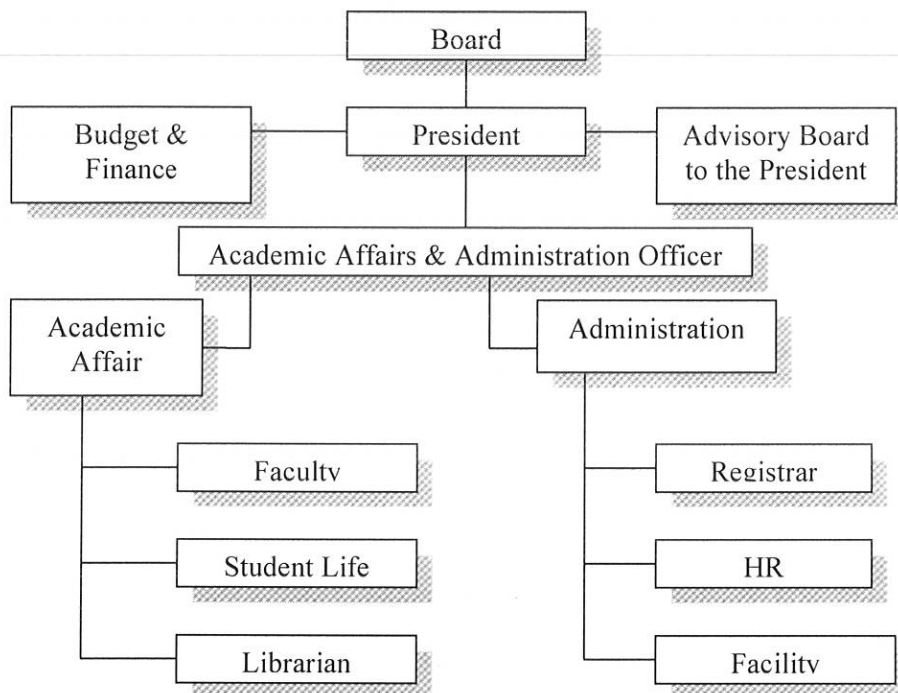 Board
Budget &
Finance
President
Advisory Board
to the President
Academic Affairs & Administration Officer
Academic
Affair
Administration
Faculty
Registrar
Student Life
HR
Librarian
Facility